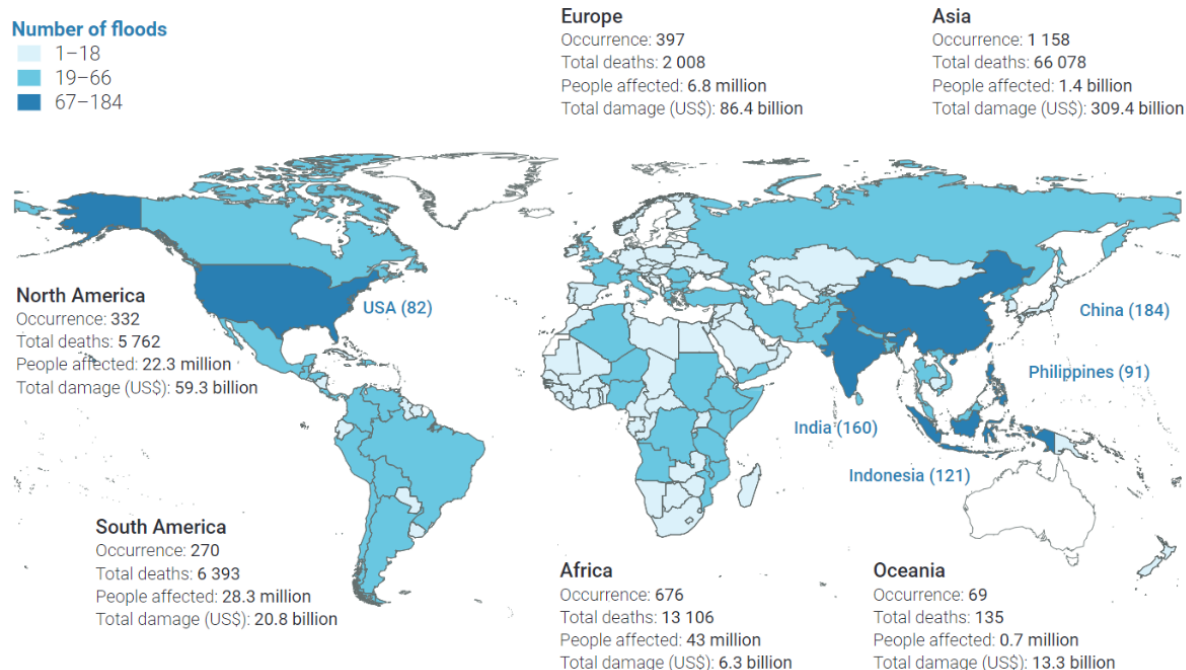 Number of floods
1–18
19–66
67–184
Europe
Occurrence: 397
Total deaths: 2 008
People affected: 6.8 million
Total damage (US$): 86.4 billion
Asia
Occurrence: 1 158
Total deaths: 66 078
People affected: 1.4 billion
Total damage (US$): 309.4 billion
North America
Occurrence: 332
Total deaths: 5 762
People affected: 22.3 million
Total damage (US$): 59.3 billion
USA (82)
China (184)
Philippines (91)
India (160)
Indonesia (121)
South America
Occurrence: 270
Total deaths: 6 393
People affected: 28.3 million
Total damage (US$): 20.8 billion
Africa
Occurrence: 676
Total deaths: 13 106
People affected: 43 million
Total damage (US$): 6.3 billion
Oceania
Occurrence: 69
Total deaths: 135
People affected: 0.7 million
Total damage (US$): 13.3 billion